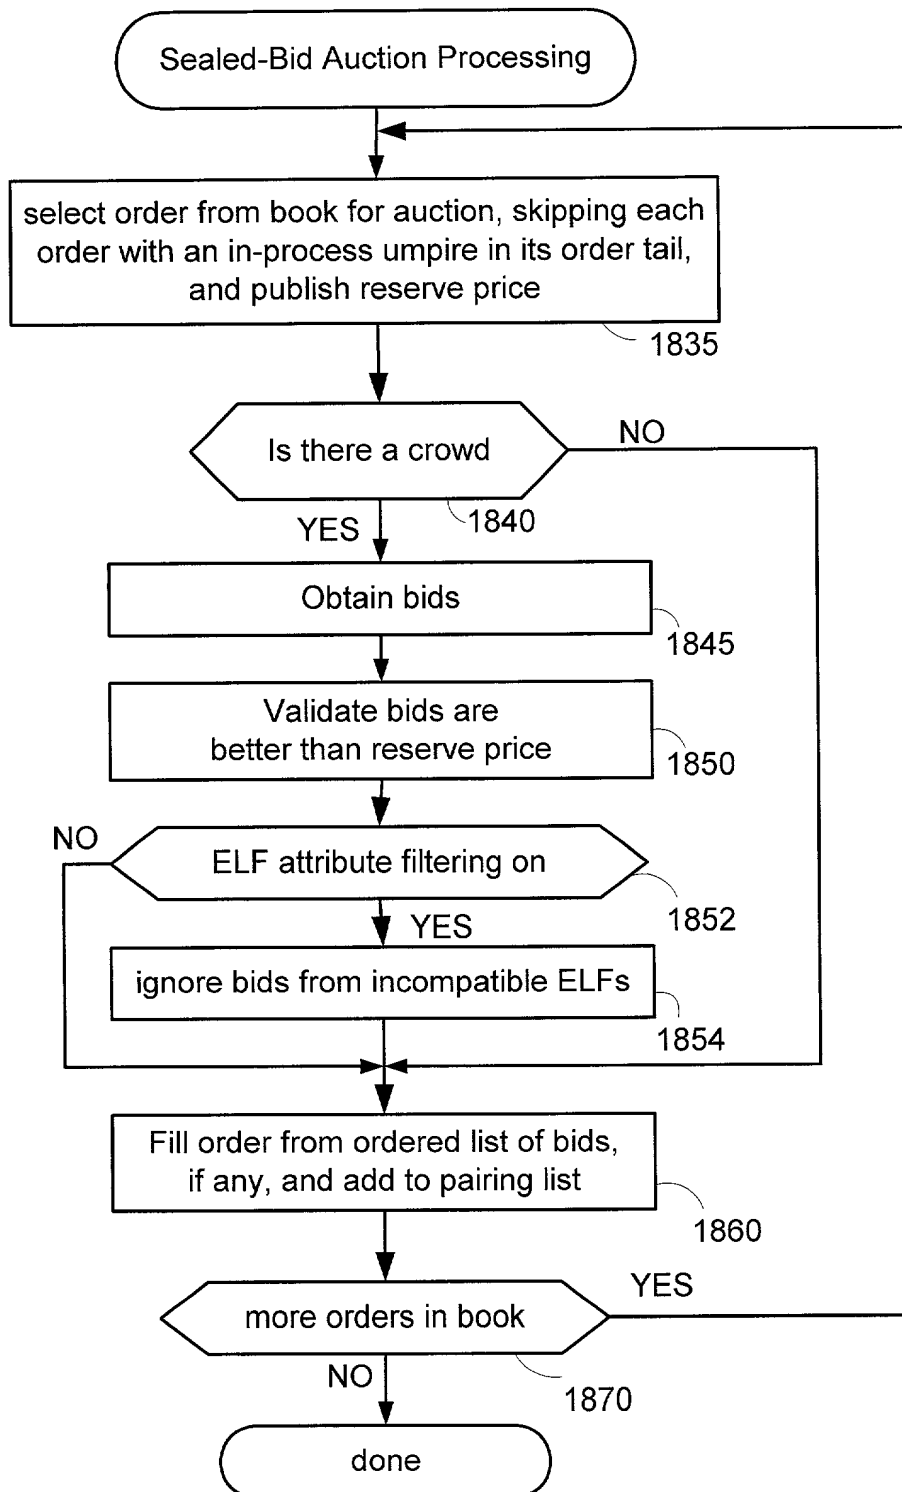 Sealed-Bid Auction Processing
select order from book for auction, skipping each
order with an in-process umpire in its order tail,
and publish reserve price
1835
Is there a crowd
NO
1840
YES
Obtain bids
1845
Validate bids are
better than reserve price
1850
NO
ELF attribute filtering on
1852
YES
ignore bids from incompatible ELFs
1854
Fill order from ordered list of bids,
if any, and add to pairing list
1860
YES
more orders in book
NO
1870
done